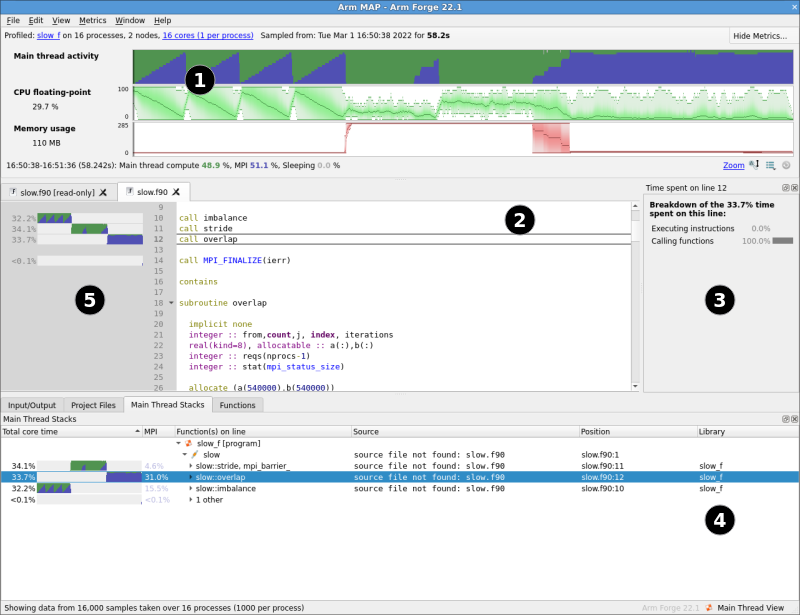 Arm MAP - Arm Forge 22.1
File Edit View Metrics Window Help
Profiled: slow_f on 16 processes, 2 nodes, 16 cores (1 per process) Sampled from: Tue Mar 1 16:50:38 2022 for 58.2s Hide Metrics...
Main thread activity
1
CPU floating-point 100
29.7 % 0
Memory usage 285
110 MB 0
16:50:38-16:51:36 (58.242s): Main thread compute 48.9 %, MPI 51.1 %, Sleeping 0.0 % Zoom
slow.f90 [read-only] slow.f90
9
32.2% 10 call imbalance
34.1% 11 call stride
33.7% 12 call overlap
13
<0.1% 14 call MPI_FINALIZE(ierr)
15
16 contains
17
18 subroutine overlap
19
20 implicit none
21 integer :: from,count,j, index, iterations
22 real(kind=8), allocatable :: a(:),b(:)
23 integer :: reqs(nprocs-1)
24 integer :: stat(mpi_status_size)
25
26 allocate (a(540000),b(540000))
2
5
Time spent on line 12
Breakdown of the 33.7% time
spent on this line:
Executing instructions 0.0%
Calling functions 100.0%
3
Input/Output Project Files Main Thread Stacks Functions
Main Thread Stacks
Total core time MPI Function(s) on line Source Position Library
slow_f [program]
slow source file not found: slow.f90 slow.f90:1
34.1% 4.6% slow::stride, mpi_barrier_ source file not found: slow.f90 slow.f90:11 slow_f
33.7% 31.0% slow::overlap source file not found: slow.f90 slow.f90:12 slow_f
32.2% 15.5% slow::imbalance source file not found: slow.f90 slow.f90:10 slow_f
<0.1% <0.1% 1 other
4
Showing data from 16,000 samples taken over 16 processes (1000 per process) Arm Forge 22.1 Main Thread View